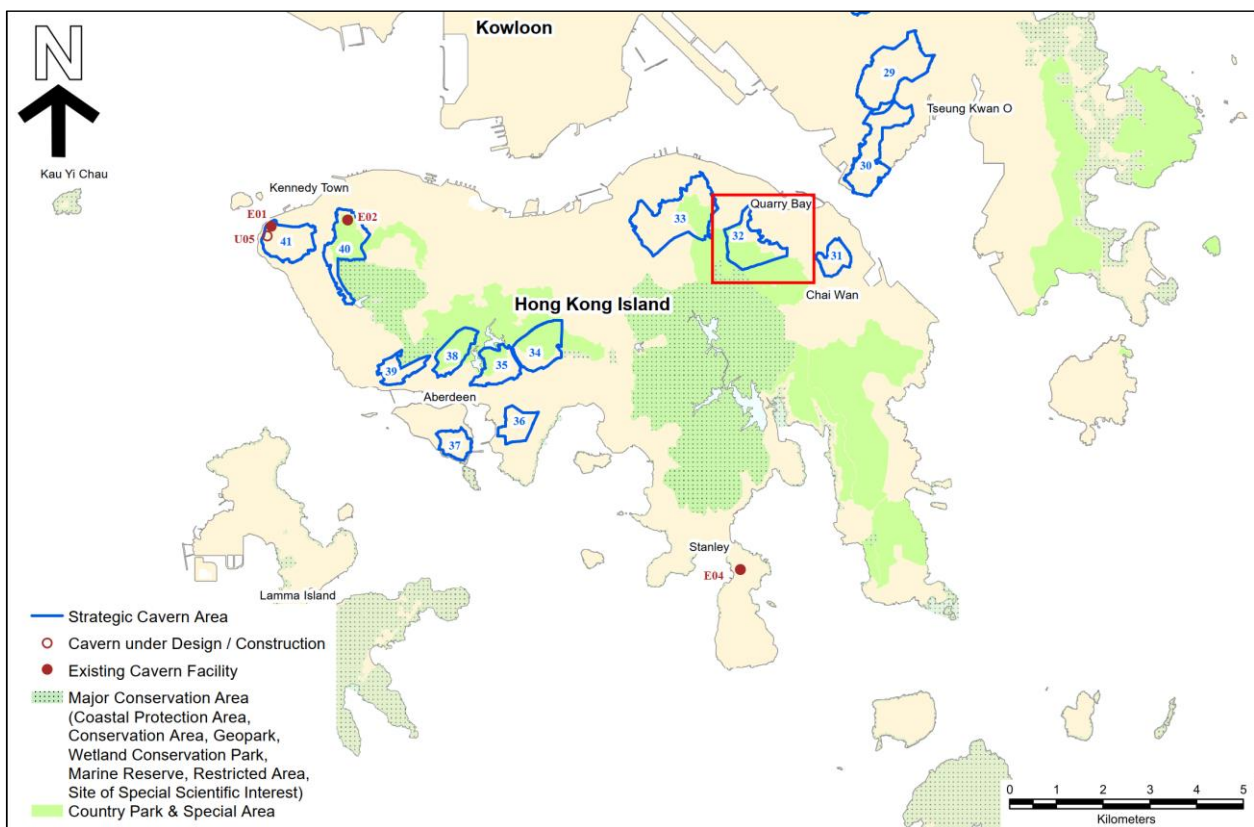 Kowloon
N
29
Tseung Kwan O
30
Kau Yi Chau
Kennedy Town
E01
E02
U05
41
40
33
Quarry Bay
32
31
Chai Wan
Hong Kong Island
38
35
34
39
Aberdeen
36
37
Stanley
E04
Lamma Island
Strategic Cavern Area
Cavern under Design / Construction
Existing Cavern Facility
Major Conservation Area
(Coastal Protection Area,
Conservation Area, Geopark,
Wetland Conservation Park,
Marine Reserve, Restricted Area,
Site of Special Scientific Interest)
Country Park & Special Area
0 1 2 3 4 5
Kilometers